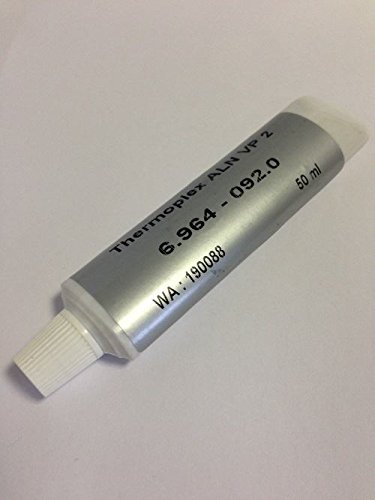 Thermoplex ALN VP 2
6.964 - 092.0
50 ml
WA : 190088